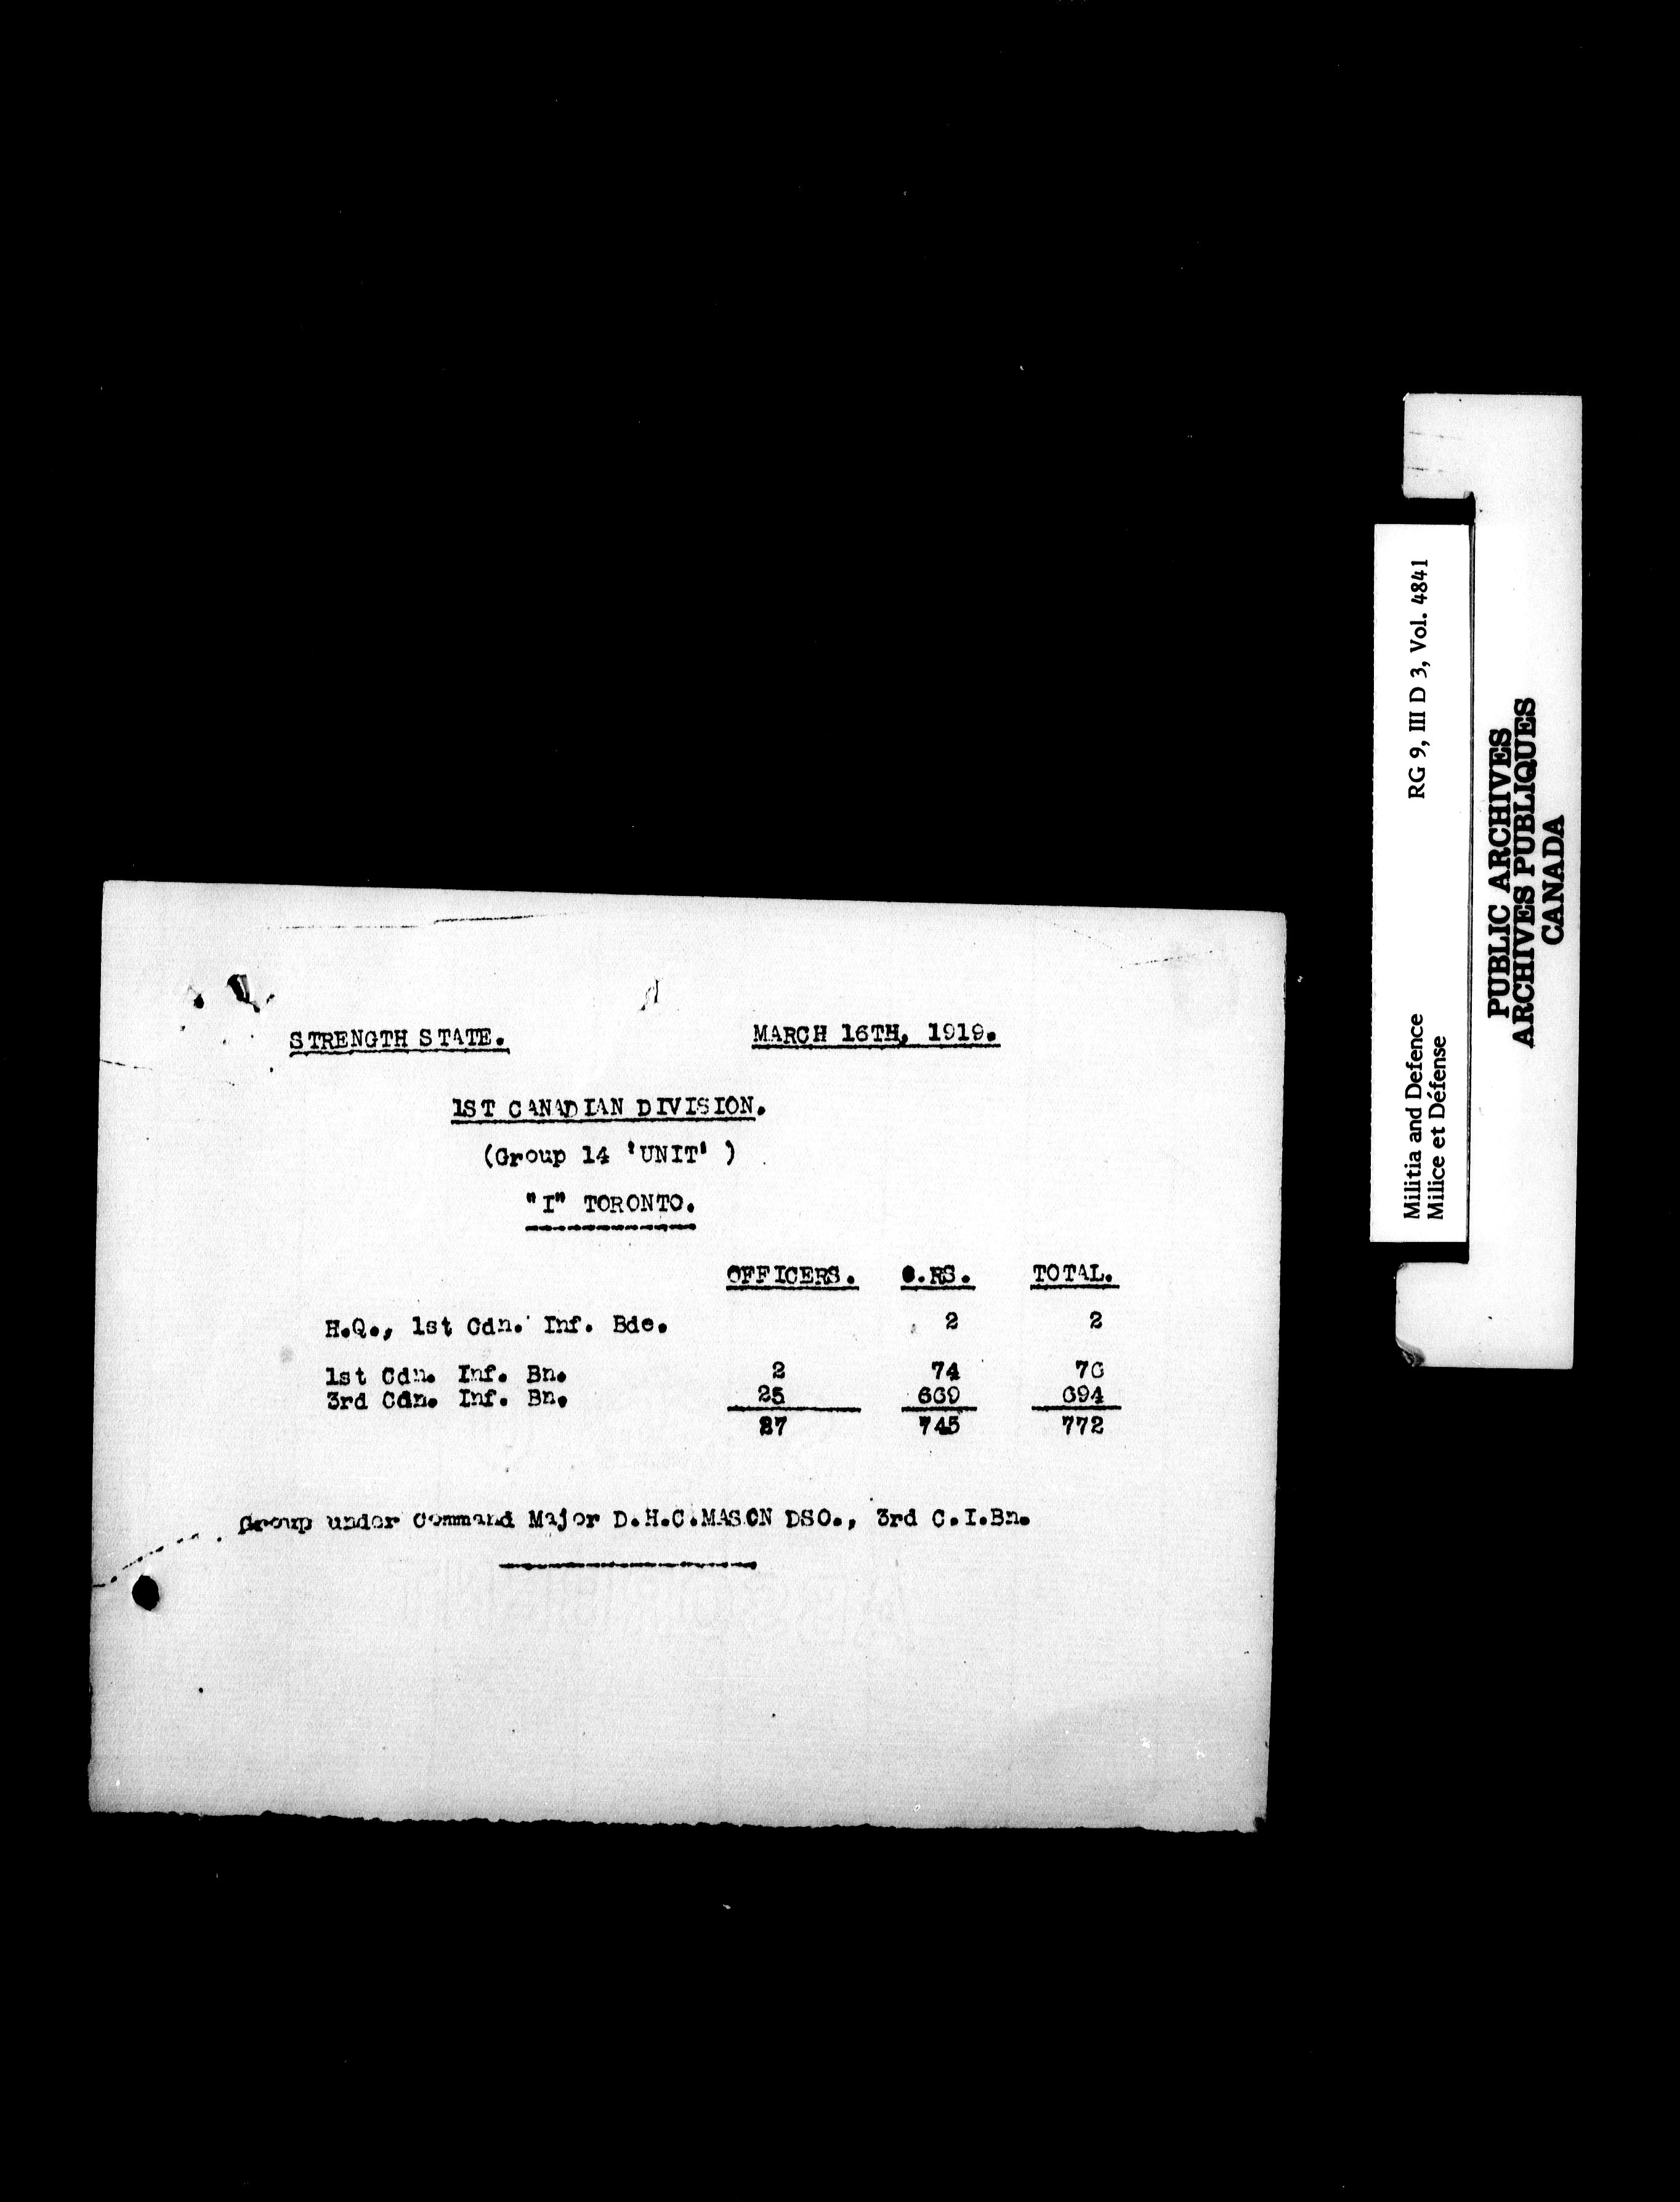 STRENGTH STATE. MARCH 16TH, 1919.
1ST CANADIAN DIVISION.
(Group 14 'UNIT' )
"I" TORONTO.
OFFICERS. O.RS. TOTAL.
H.Q., 1st Cdn. Inf. Bde. 2 2
1st Cdn. Inf. Bn. 2 74 76
3rd Cdn. Inf. Bn. 25 669 694
27 745 772
Group under Command Major D.H.C.MASON DSO., 3rd C.I.Bn.
Militia and Defence RG 9, III D 3, Vol. 4841
Milice et Défense
PUBLIC ARCHIVES
ARCHIVES PUBLIQUES
CANADA